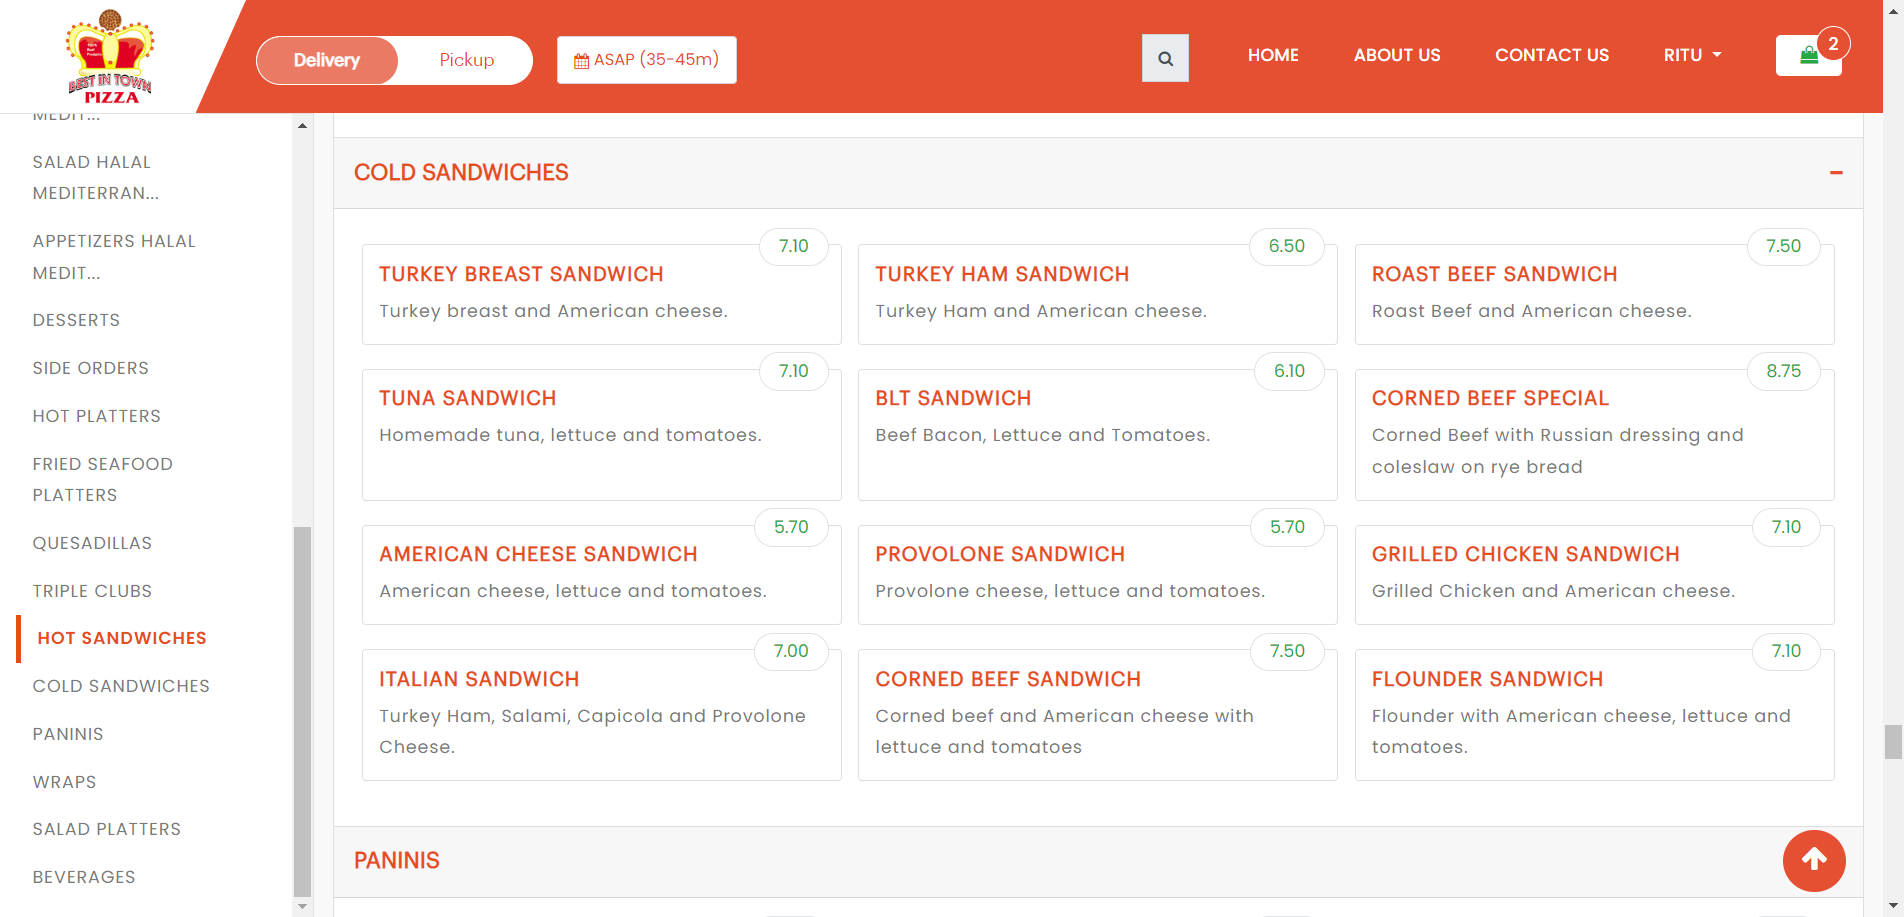 BEST IN TOWN
PIZZA
Delivery
Pickup
ASAP (35-45m)
HOME
ABOUT US
CONTACT US
RITU
2
MEDIT...
SALAD HALAL
MEDITERRAN...
APPETIZERS HALAL
MEDIT...
DESSERTS
SIDE ORDERS
HOT PLATTERS
FRIED SEAFOOD
PLATTERS
QUESADILLAS
TRIPLE CLUBS
HOT SANDWICHES
COLD SANDWICHES
PANINIS
WRAPS
SALAD PLATTERS
BEVERAGES
COLD SANDWICHES
7.10
TURKEY BREAST SANDWICH
Turkey breast and American cheese.
6.50
TURKEY HAM SANDWICH
Turkey Ham and American cheese.
7.50
ROAST BEEF SANDWICH
Roast Beef and American cheese.
7.10
TUNA SANDWICH
Homemade tuna, lettuce and tomatoes.
6.10
BLT SANDWICH
Beef Bacon, Lettuce and Tomatoes.
8.75
CORNED BEEF SPECIAL
Corned Beef with Russian dressing and
coleslaw on rye bread
5.70
AMERICAN CHEESE SANDWICH
American cheese, lettuce and tomatoes.
5.70
PROVOLONE SANDWICH
Provolone cheese, lettuce and tomatoes.
7.10
GRILLED CHICKEN SANDWICH
Grilled Chicken and American cheese.
7.00
ITALIAN SANDWICH
Turkey Ham, Salami, Capicola and Provolone
Cheese.
7.50
CORNED BEEF SANDWICH
Corned beef and American cheese with
lettuce and tomatoes
7.10
FLOUNDER SANDWICH
Flounder with American cheese, lettuce and
tomatoes.
PANINIS